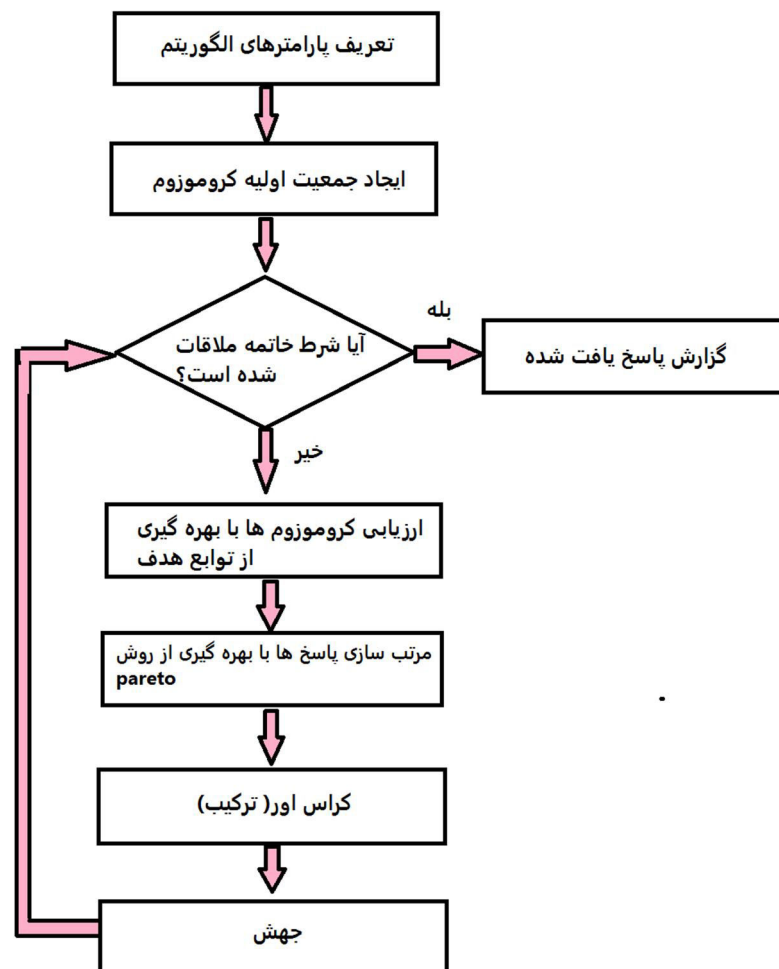 تعریف پارامترهای الگوریتم
ایجاد جمعیت اولیه کروموزوم
آیا شرط خاتمه ملاقات
شده است؟
بله
گزارش پاسخ یافت شده
خیر
ارزیابی کروموزوم ها با بهره گیری
از توابع هدف
مرتب سازی پاسخ ها با بهره گیری از روش
pareto
کراس اور( ترکیب)
جهش